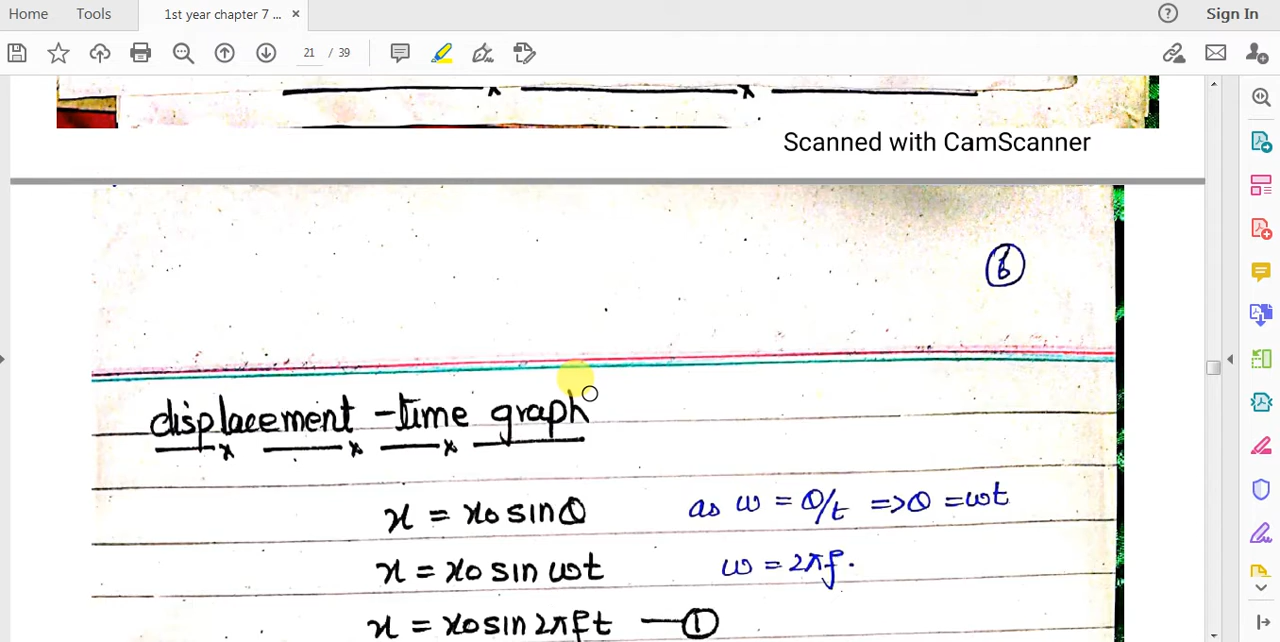 Home Tools 1st year chapter 7 ... × Sign In
21 / 39
Scanned with CamScanner
6
displacement - time graph
x = x0 sin θ as ω = θ/t => θ = ωt
x = x0 sin ωt ω = 2πf.
x = x0 sin 2πft — 1